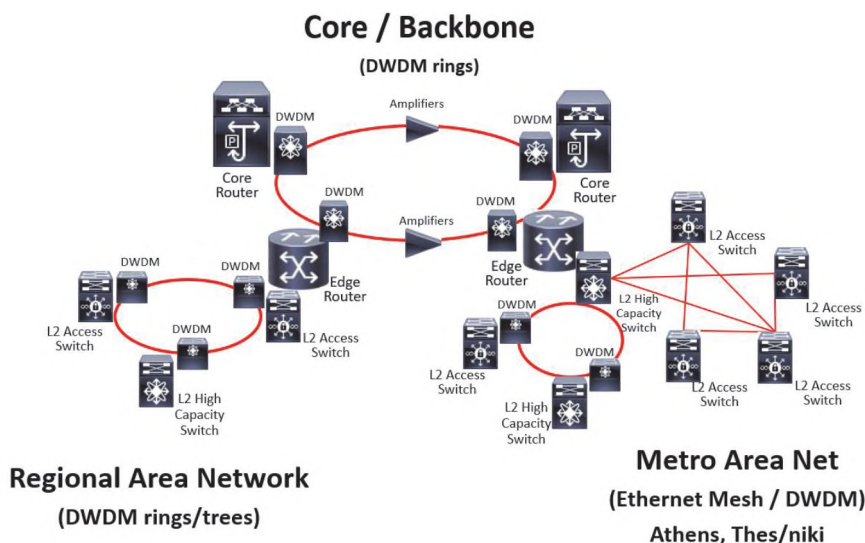 Core / Backbone
(DWDM rings)
Amplifiers
DWDM
DWDM
P
P
Core
Router
Core
Router
DWDM
DWDM
Amplifiers
Edge
Router
Edge
Router
L2 Access
Switch
DWDM
DWDM
L2 Access
Switch
L2 Access
Switch
DWDM
L2 High
Capacity
Switch
L2 High
Capacity
Switch
L2 Access
Switch
DWDM
L2 Access
Switch
DWDM
L2 Access
Switch
L2 Access
Switch
L2 High
Capacity
Switch
Regional Area Network
(DWDM rings/trees)
Metro Area Net
(Ethernet Mesh / DWDM)
Athens, Thes/niki